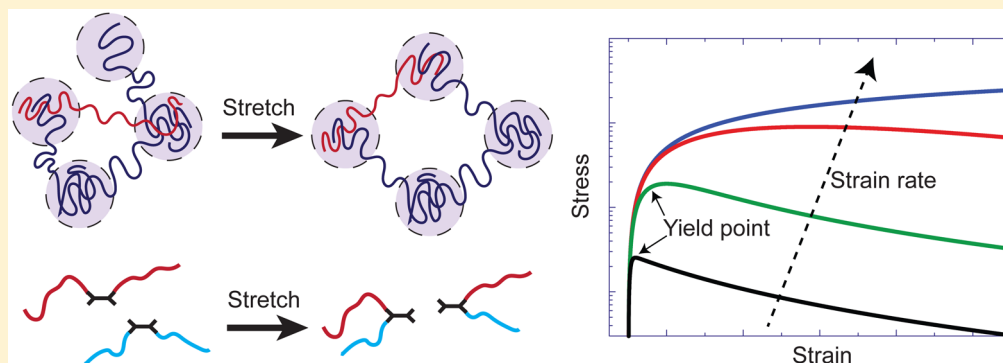 Stretch
Stretch
Stress
Strain rate
Yield point
Strain